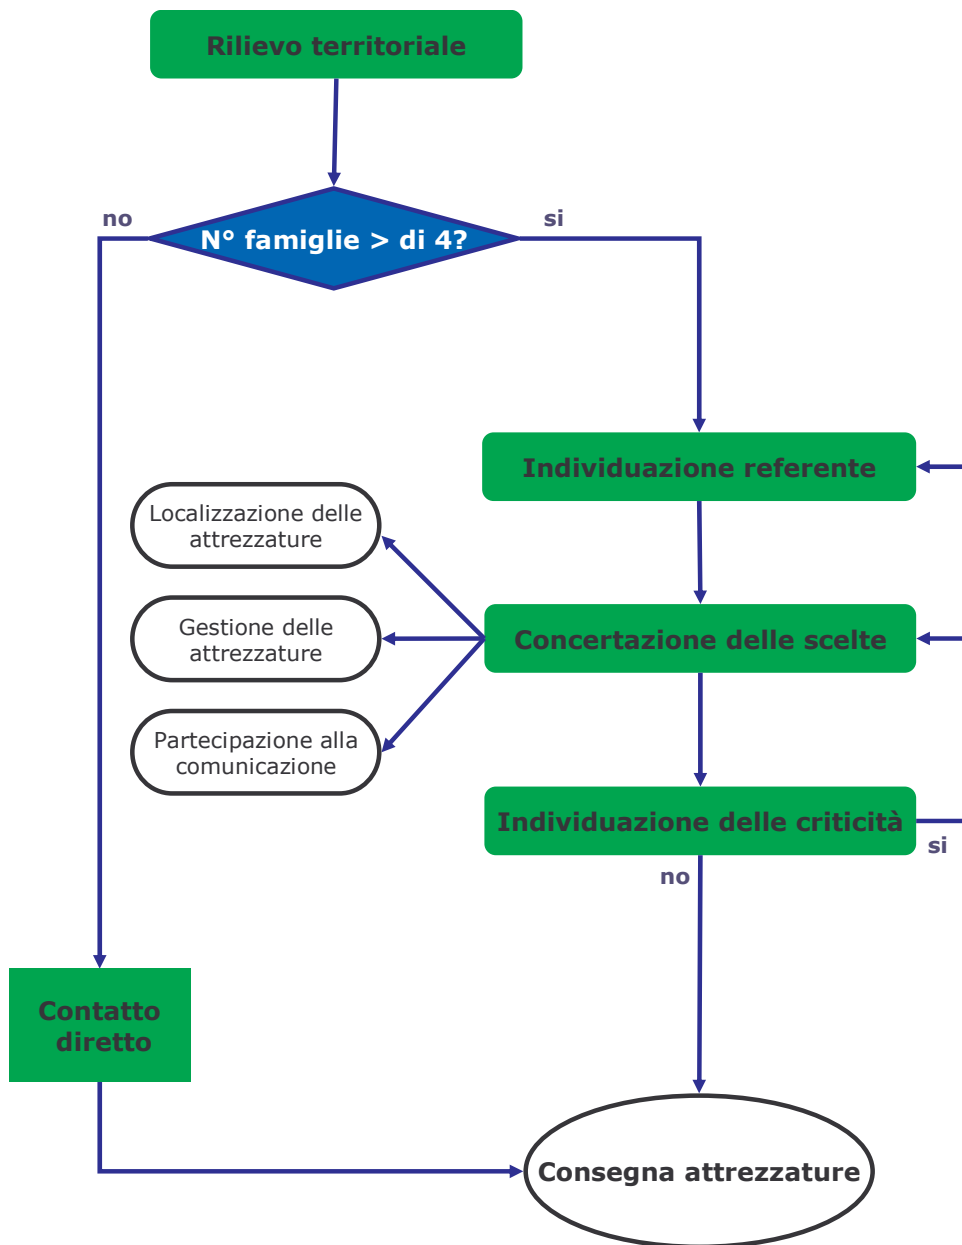 Rilievo territoriale
no
si
N° famiglie > di 4?
Individuazione referente
Localizzazione delle
attrezzature
Gestione delle
attrezzature
Concertazione delle scelte
Partecipazione alla
comunicazione
Individuazione delle criticità
si
no
Contatto
diretto
Consegna attrezzature